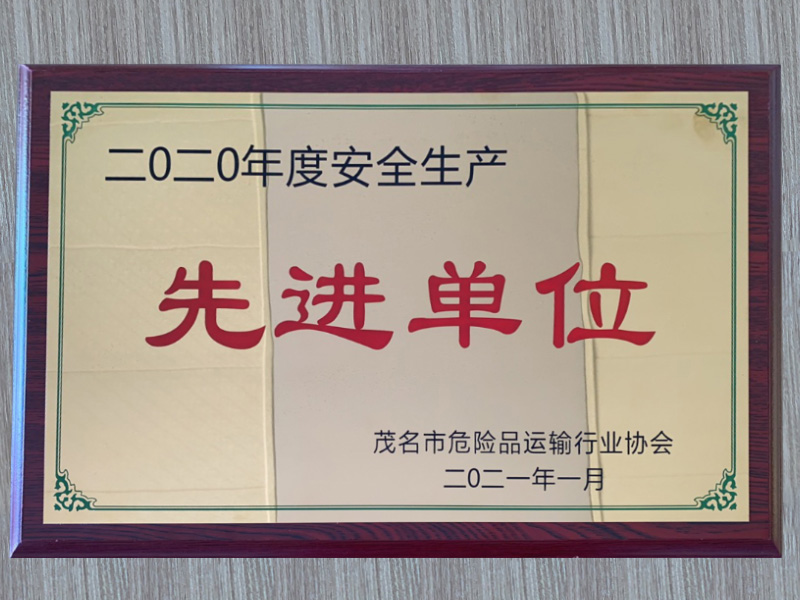 二0二0年度安全生产
先进单位
茂名市危险品运输行业协会
二0二一年一月